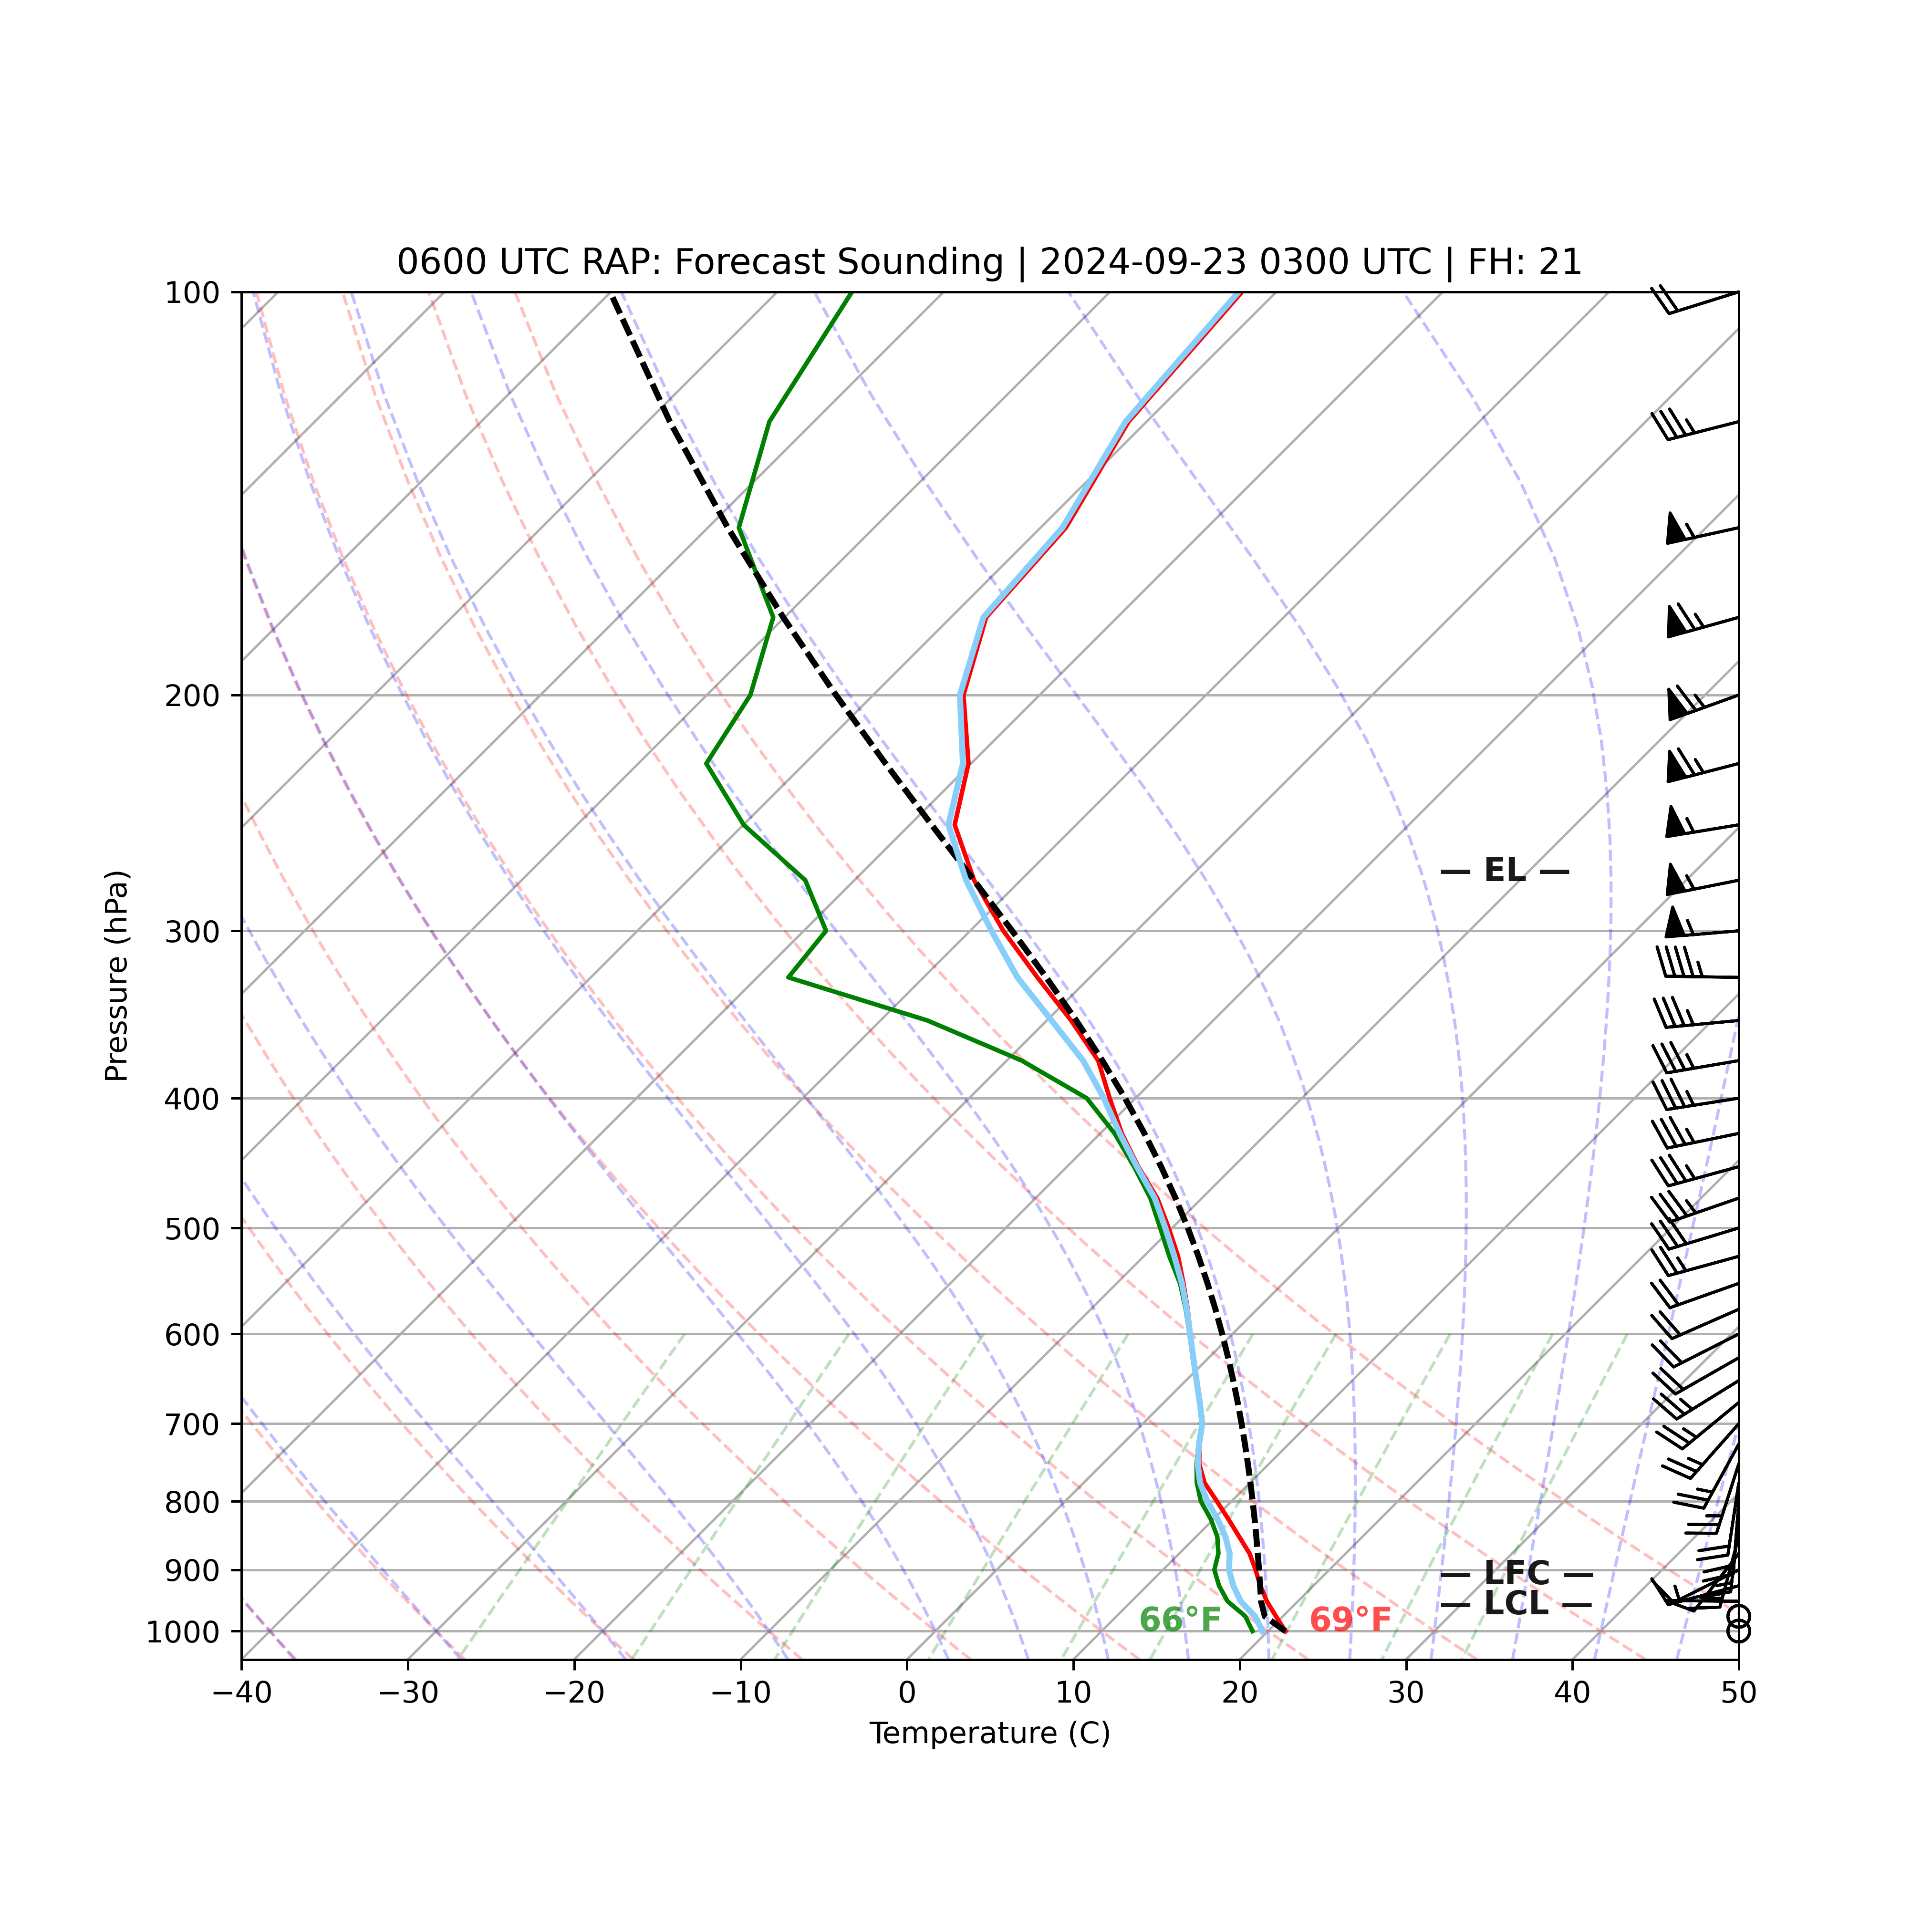 0600 UTC RAP: Forecast Sounding | 2024-09-23 0300 UTC | FH: 21
100
200
300
400
500
600
700
800
900
1000
Pressure (hPa)
— EL —
— LFC —
— LCL —
66°F
69°F
−40 −30 −20 −10 0 10 20 30 40 50
Temperature (C)